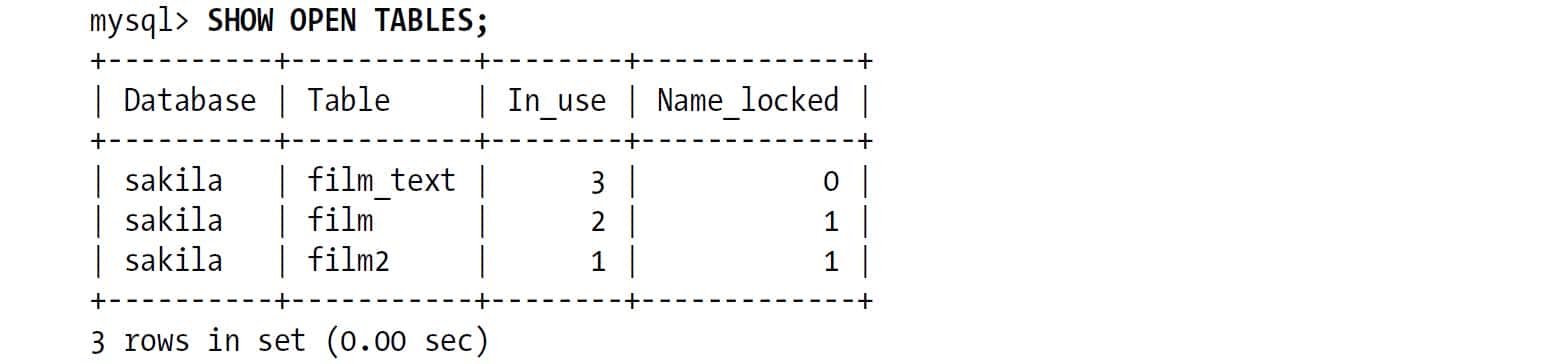 mysql> SHOW OPEN TABLES;
+----------+-----------+--------+-------------+
| Database | Table     | In_use | Name_locked |
+----------+-----------+--------+-------------+
| sakila   | film_text |      3 |           0 |
| sakila   | film      |      2 |           1 |
| sakila   | film2     |      1 |           1 |
+----------+-----------+--------+-------------+
3 rows in set (0.00 sec)